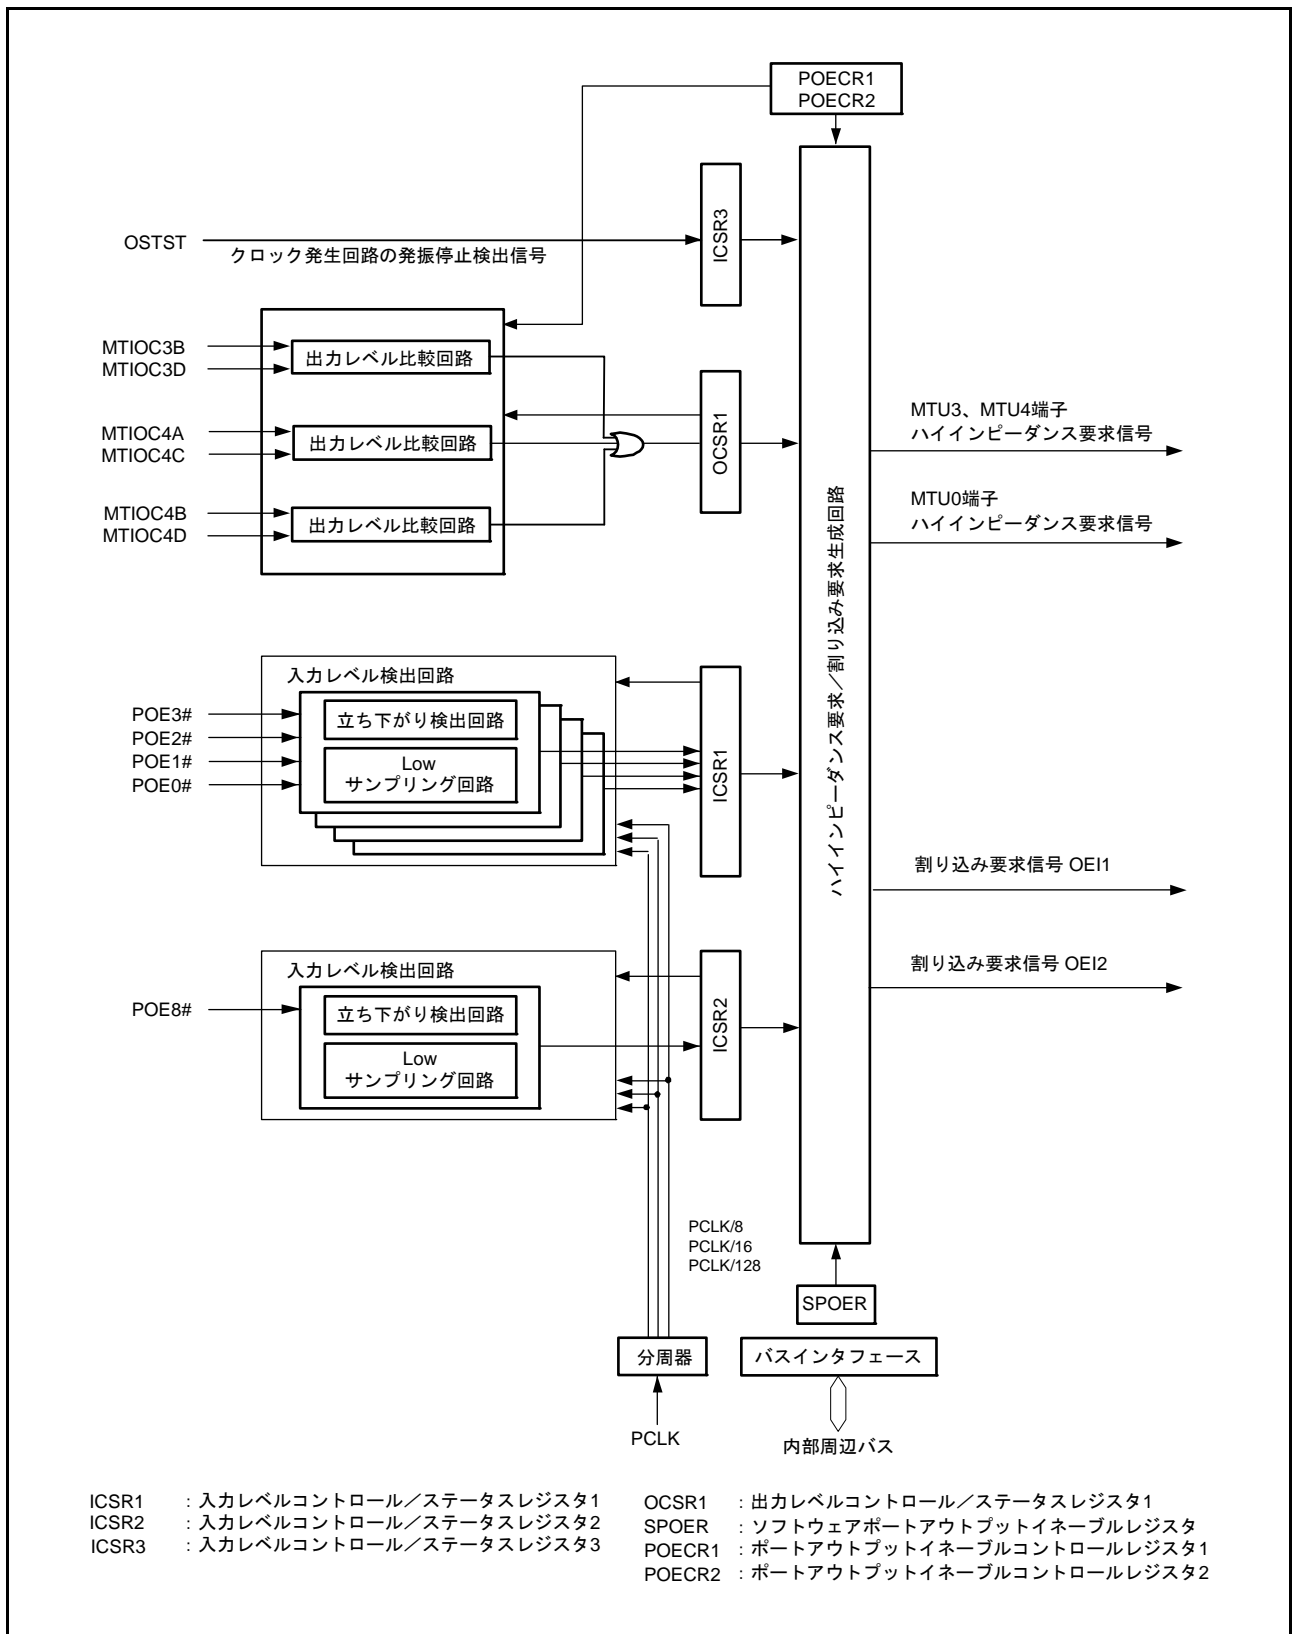 POECR1
POECR2
ICSR3
OSTST
クロック発生回路の発振停止検出信号
MTIOC3B
MTIOC3D
出力レベル比較回路
MTIOC4A
MTIOC4C
出力レベル比較回路
MTIOC4B
MTIOC4D
出力レベル比較回路
OCSR1
ハイインピーダンス要求／割り込み要求生成回路
MTU3、MTU4端子
ハイインピーダンス要求信号
MTU0端子
ハイインピーダンス要求信号
入力レベル検出回路
POE3#
POE2#
POE1#
POE0#
立ち下がり検出回路
Low
サンプリング回路
ICSR1
割り込み要求信号 OEI1
割り込み要求信号 OEI2
入力レベル検出回路
POE8#
立ち下がり検出回路
Low
サンプリング回路
ICSR2
PCLK/8
PCLK/16
PCLK/128
SPOER
分周器
バスインタフェース
PCLK
内部周辺バス
ICSR1 : 入力レベルコントロール／ステータスレジスタ1
ICSR2 : 入力レベルコントロール／ステータスレジスタ2
ICSR3 : 入力レベルコントロール／ステータスレジスタ3
OCSR1 : 出力レベルコントロール／ステータスレジスタ1
SPOER : ソフトウェアポートアウトプットイネーブルレジスタ
POECR1 : ポートアウトプットイネーブルコントロールレジスタ1
POECR2 : ポートアウトプットイネーブルコントロールレジスタ2